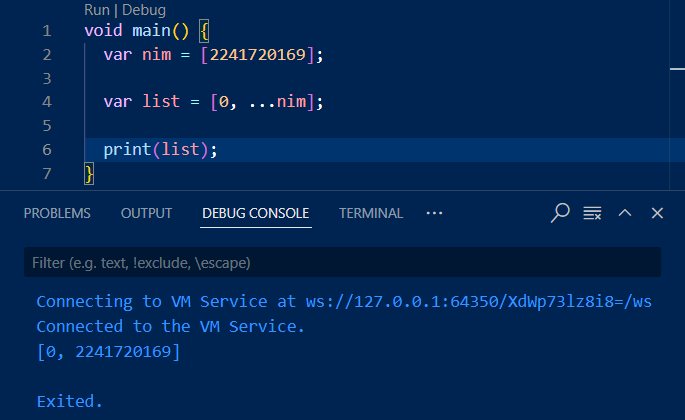 Run | Debug
1 void main() {
2 var nim = [2241720169];
3
4 var list = [0, ...nim];
5
6 print(list);
7 }
PROBLEMS OUTPUT DEBUG CONSOLE TERMINAL ···
Filter (e.g. text, !exclude, \escape)
Connecting to VM Service at ws://127.0.0.1:64350/XdWp73lz8i8=/ws
Connected to the VM Service.
[0, 2241720169]
Exited.